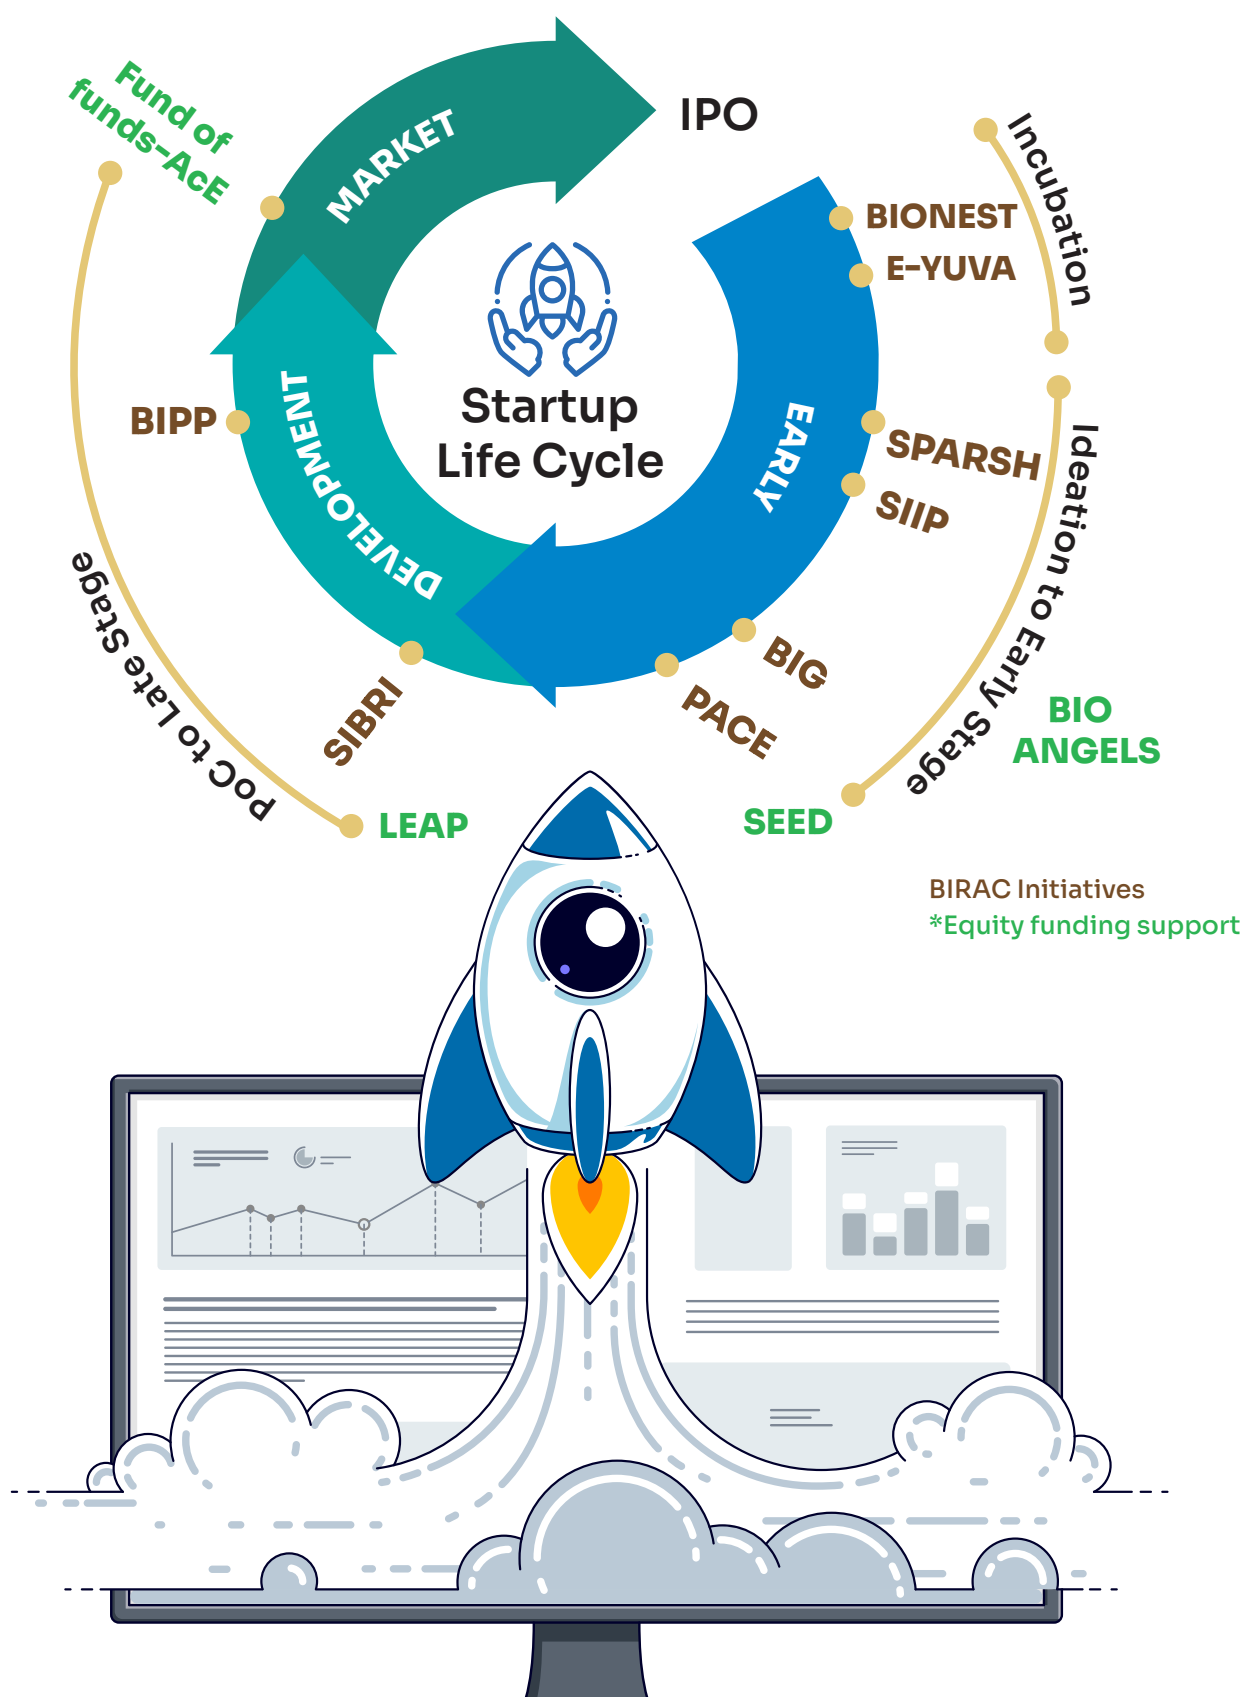 Fund of
funds-AcE
MARKET
IPO
Incubation
BIONEST
E-YUVA
Startup
Life Cycle
BIPP
DEVELOPMENT
EARLY
SPARSH
SIIP
Ideation to Early Stage
PoC to Late Stage
SIBRI
BIG
PACE
BIO
ANGELS
LEAP
SEED
BIRAC Initiatives
*Equity funding support